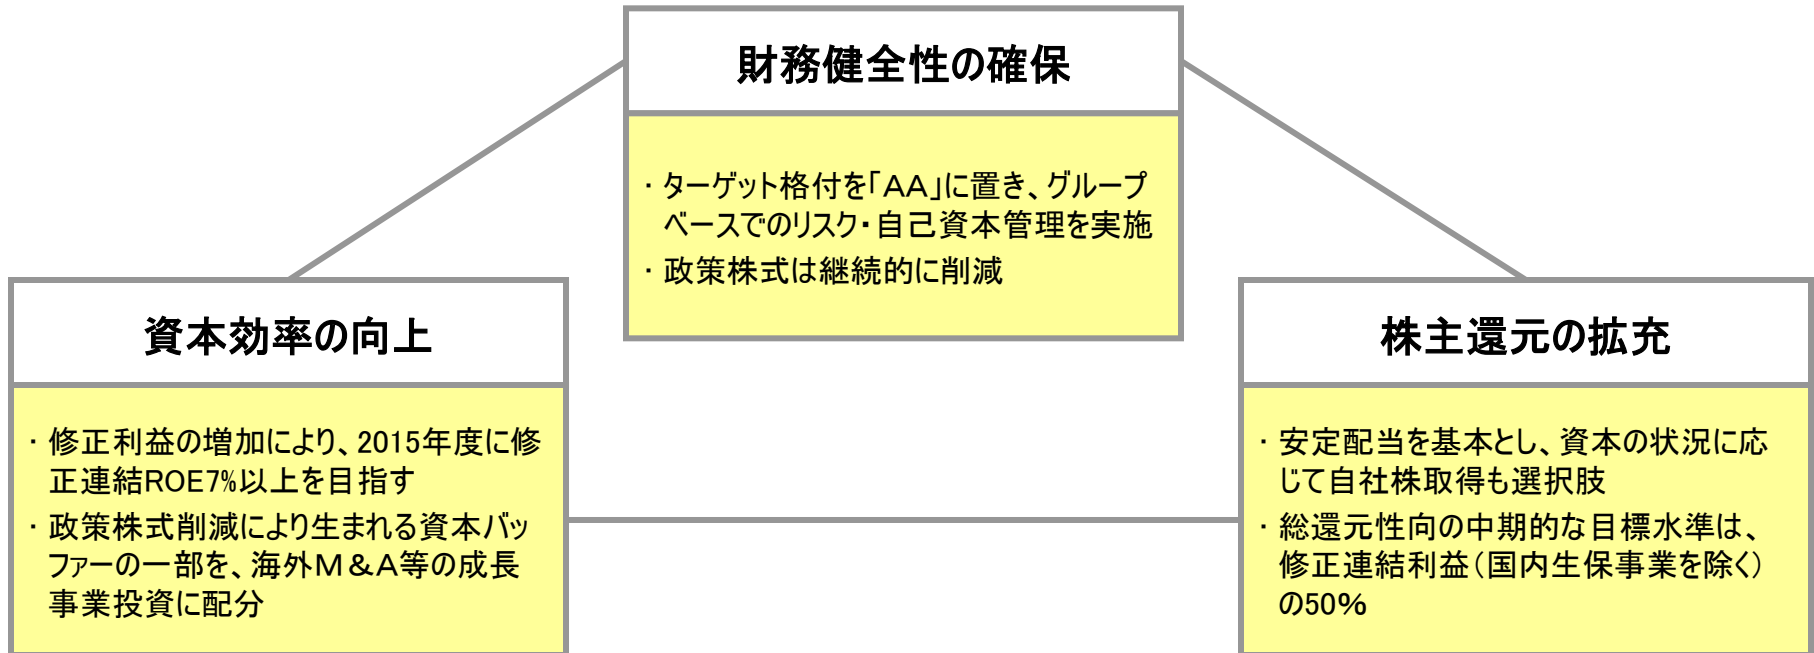 財務健全性の確保
・ターゲット格付を「ＡＡ」に置き、グループ
ベースでのリスク・自己資本管理を実施
・政策株式は継続的に削減
資本効率の向上
・修正利益の増加により、2015年度に修
正連結ROE7%以上を目指す
・政策株式削減により生まれる資本バッ
ファーの一部を、海外Ｍ＆Ａ等の成長
事業投資に配分
株主還元の拡充
・安定配当を基本とし、資本の状況に応
じて自社株取得も選択肢
・総還元性向の中期的な目標水準は、
修正連結利益（国内生保事業を除く）
の50％